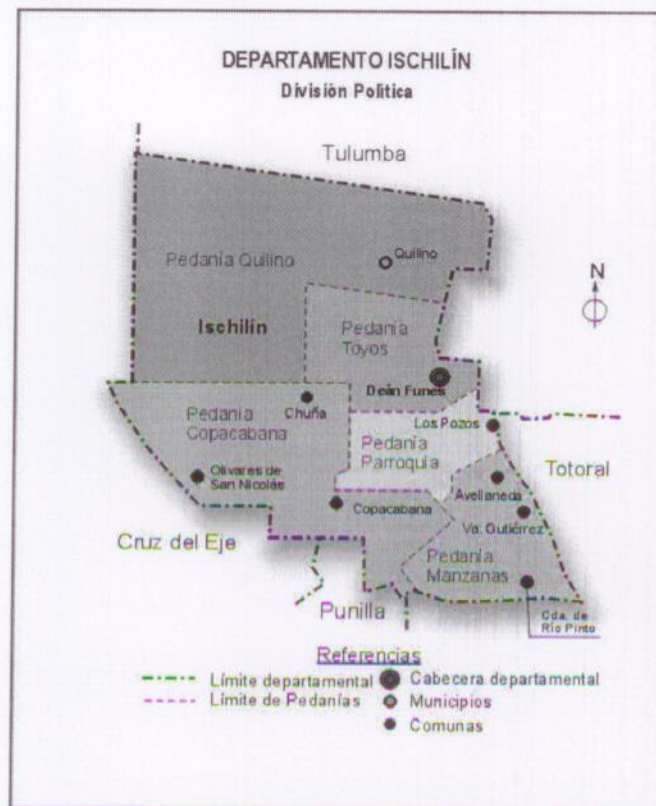 DEPARTAMENTO ISCHILÍN
División Política
Tulumba
Pedanía Quilino
Quilino
N
Ischilín
Pedanía
Toyos
Deán Funes
Chuña
Pedanía
Copacabana
Los Pozos
Pedanía
Parroquia
Totoral
Olivares de
San Nicolás
Avellaneda
Copacabana
Va. Gutiérrez
Cruz del Eje
Pedanía
Manzanas
Punilla
Cda. de
Río Pinto
Referencias
Límite departamental
Cabecera departamental
Límite de Pedanías
Municipios
Comunas